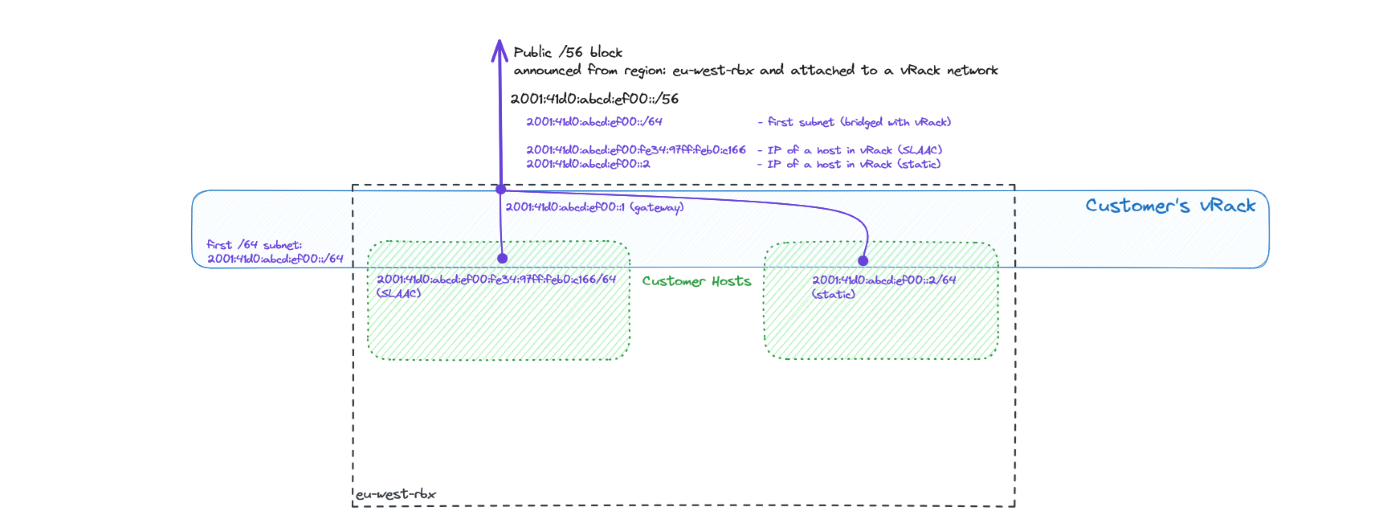 Public /56 block
announced from region: eu-west-rbx and attached to a vRack network
2001:41d0:abcd:ef00::/56
2001:41d0:abcd:ef00::/64 - first subnet (bridged with vRack)
2001:41d0:abcd:ef00:fe34:97ff:feb0:c166 - IP of a host in vRack (SLAAC)
2001:41d0:abcd:ef00::2 - IP of a host in vRack (static)
Customer's vRack
2001:41d0:abcd:ef00::1 (gateway)
first /64 subnet:
2001:41d0:abcd:ef00::/64
2001:41d0:abcd:ef00:fe34:97ff:feb0:c166/64
(SLAAC)
Customer Hosts
2001:41d0:abcd:ef00::2/64
(static)
eu-west-rbx